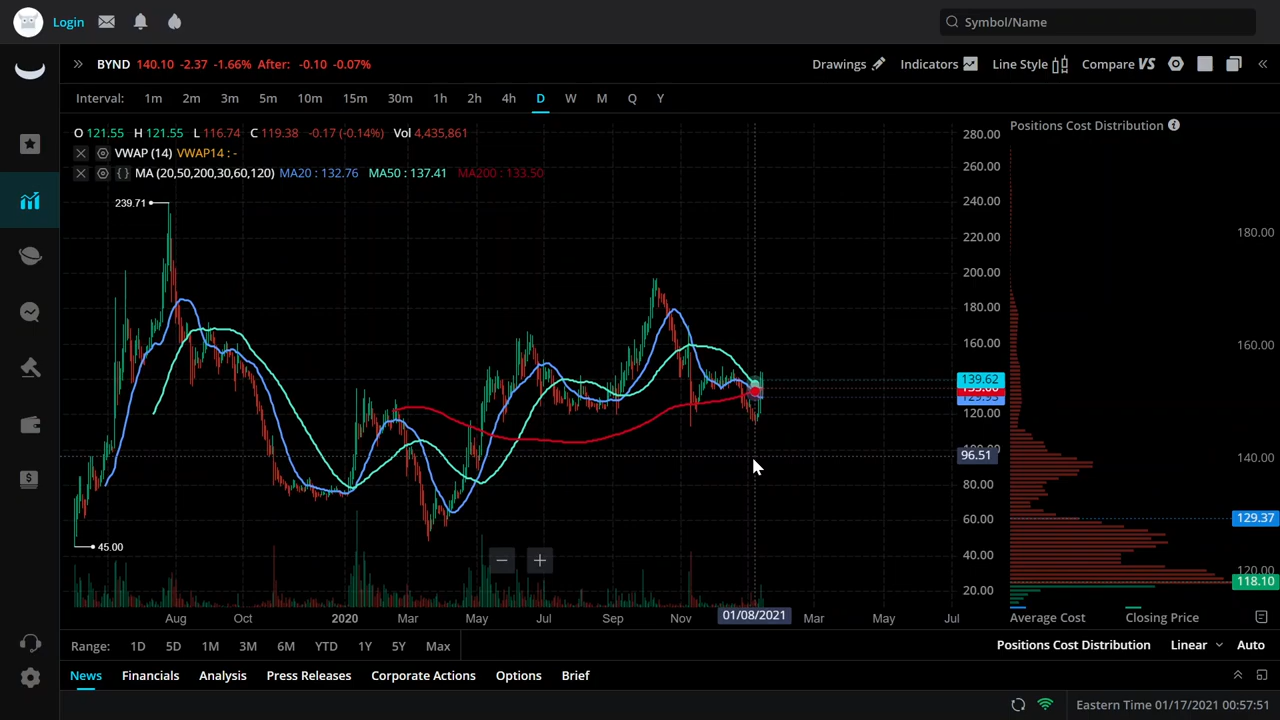 Login
Symbol/Name
BYND 140.10 -2.37 -1.66% After: -0.10 -0.07%
Drawings Indicators Line Style Compare VS
Interval: 1m 2m 3m 5m 10m 15m 30m 1h 2h 4h D W M Q Y
O 121.55 H 121.55 L 116.74 C 119.38 -0.17 (-0.14%) Vol 4,435,861
VWAP (14) VWAP14 : -
{} MA (20,50,200,30,60,120) MA20 : 132.76 MA50 : 137.41 MA200 : 133.50
239.71
45.00
280.00
260.00
240.00
220.00
200.00
180.00
160.00
139.62
120.00
96.51
80.00
60.00
40.00
20.00
− +
Aug Oct 2020 Mar May Jul Sep Nov 01/08/2021 Mar May Jul
Positions Cost Distribution
180.00
160.00
140.00
129.37
120.00
118.10
Average Cost Closing Price
Range: 1D 5D 1M 3M 6M YTD 1Y 5Y Max
Positions Cost Distribution Linear Auto
News Financials Analysis Press Releases Corporate Actions Options Brief
Eastern Time 01/17/2021 00:57:51